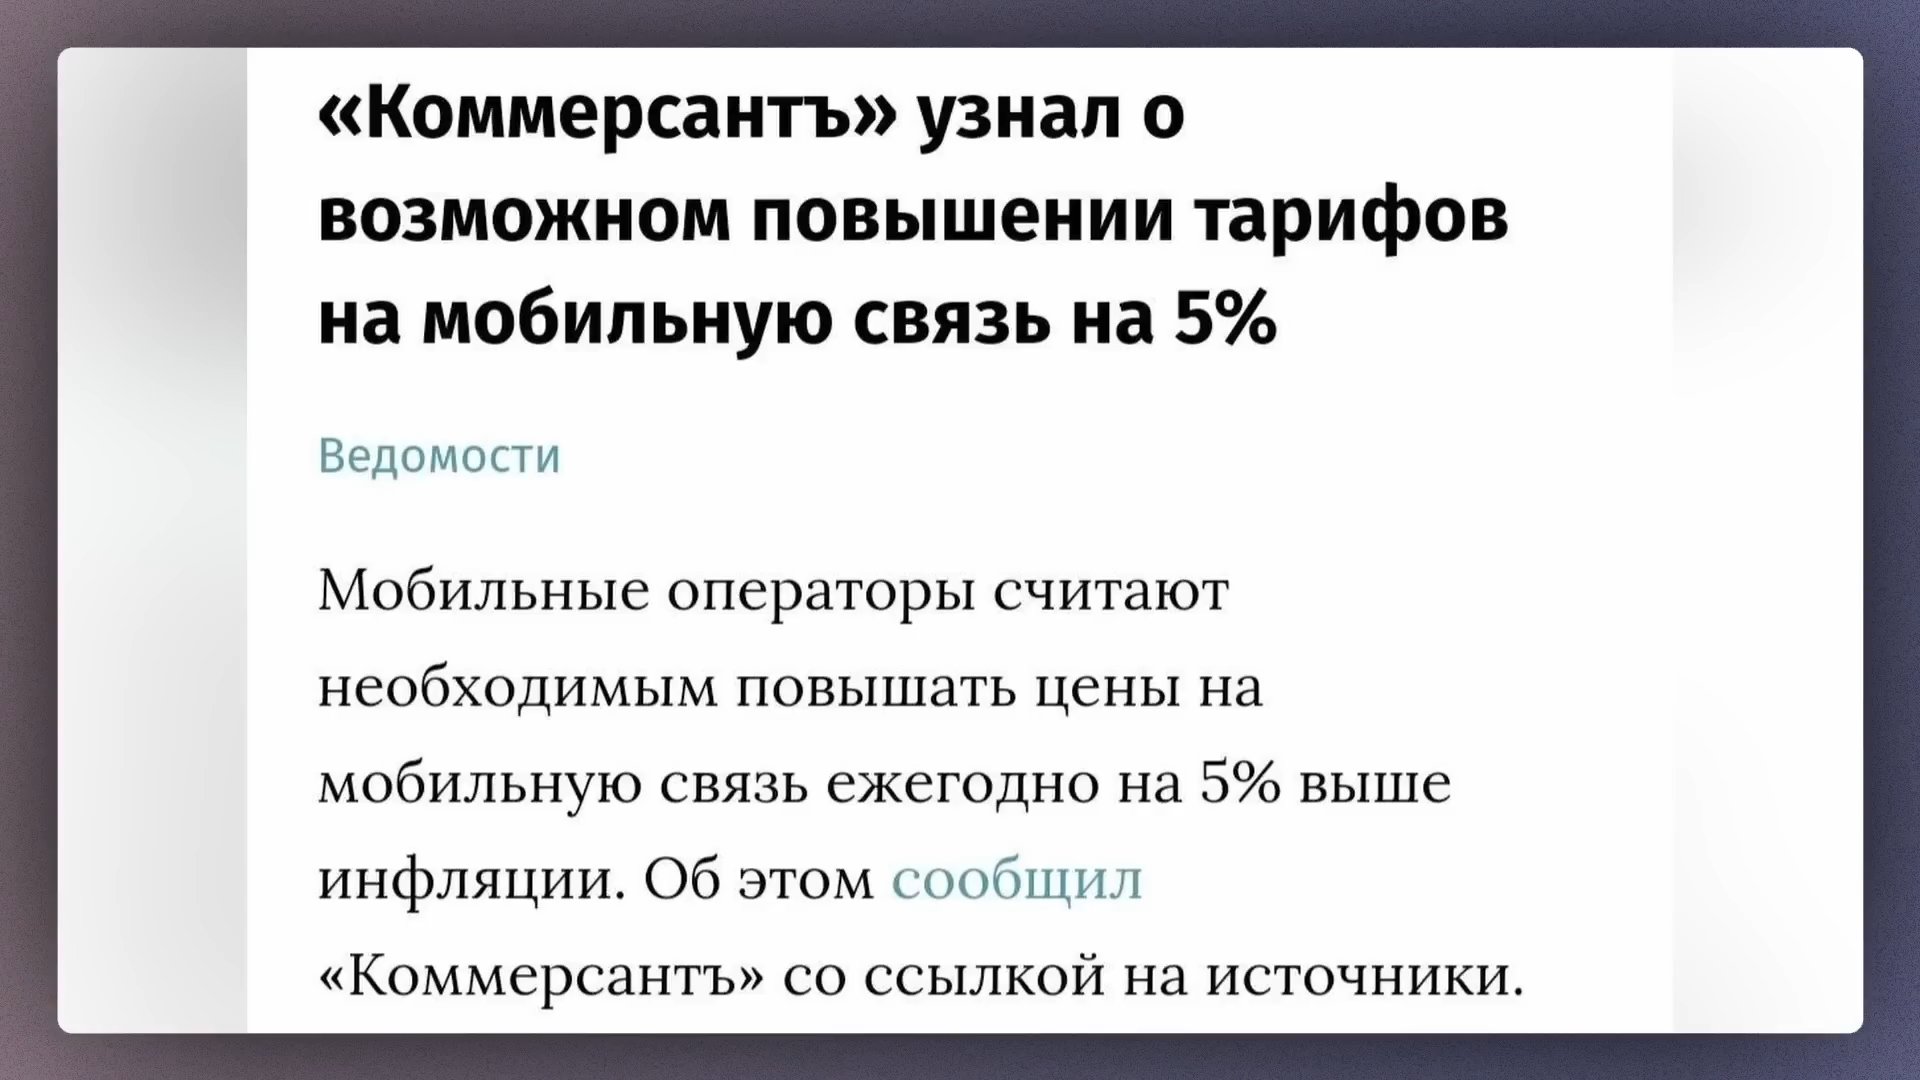 «Коммерсантъ» узнал о
возможном повышении тарифов
на мобильную связь на 5%
Ведомости
Мобильные операторы считают
необходимым повышать цены на
мобильную связь ежегодно на 5% выше
инфляции. Об этом сообщил
«Коммерсантъ» со ссылкой на источники.